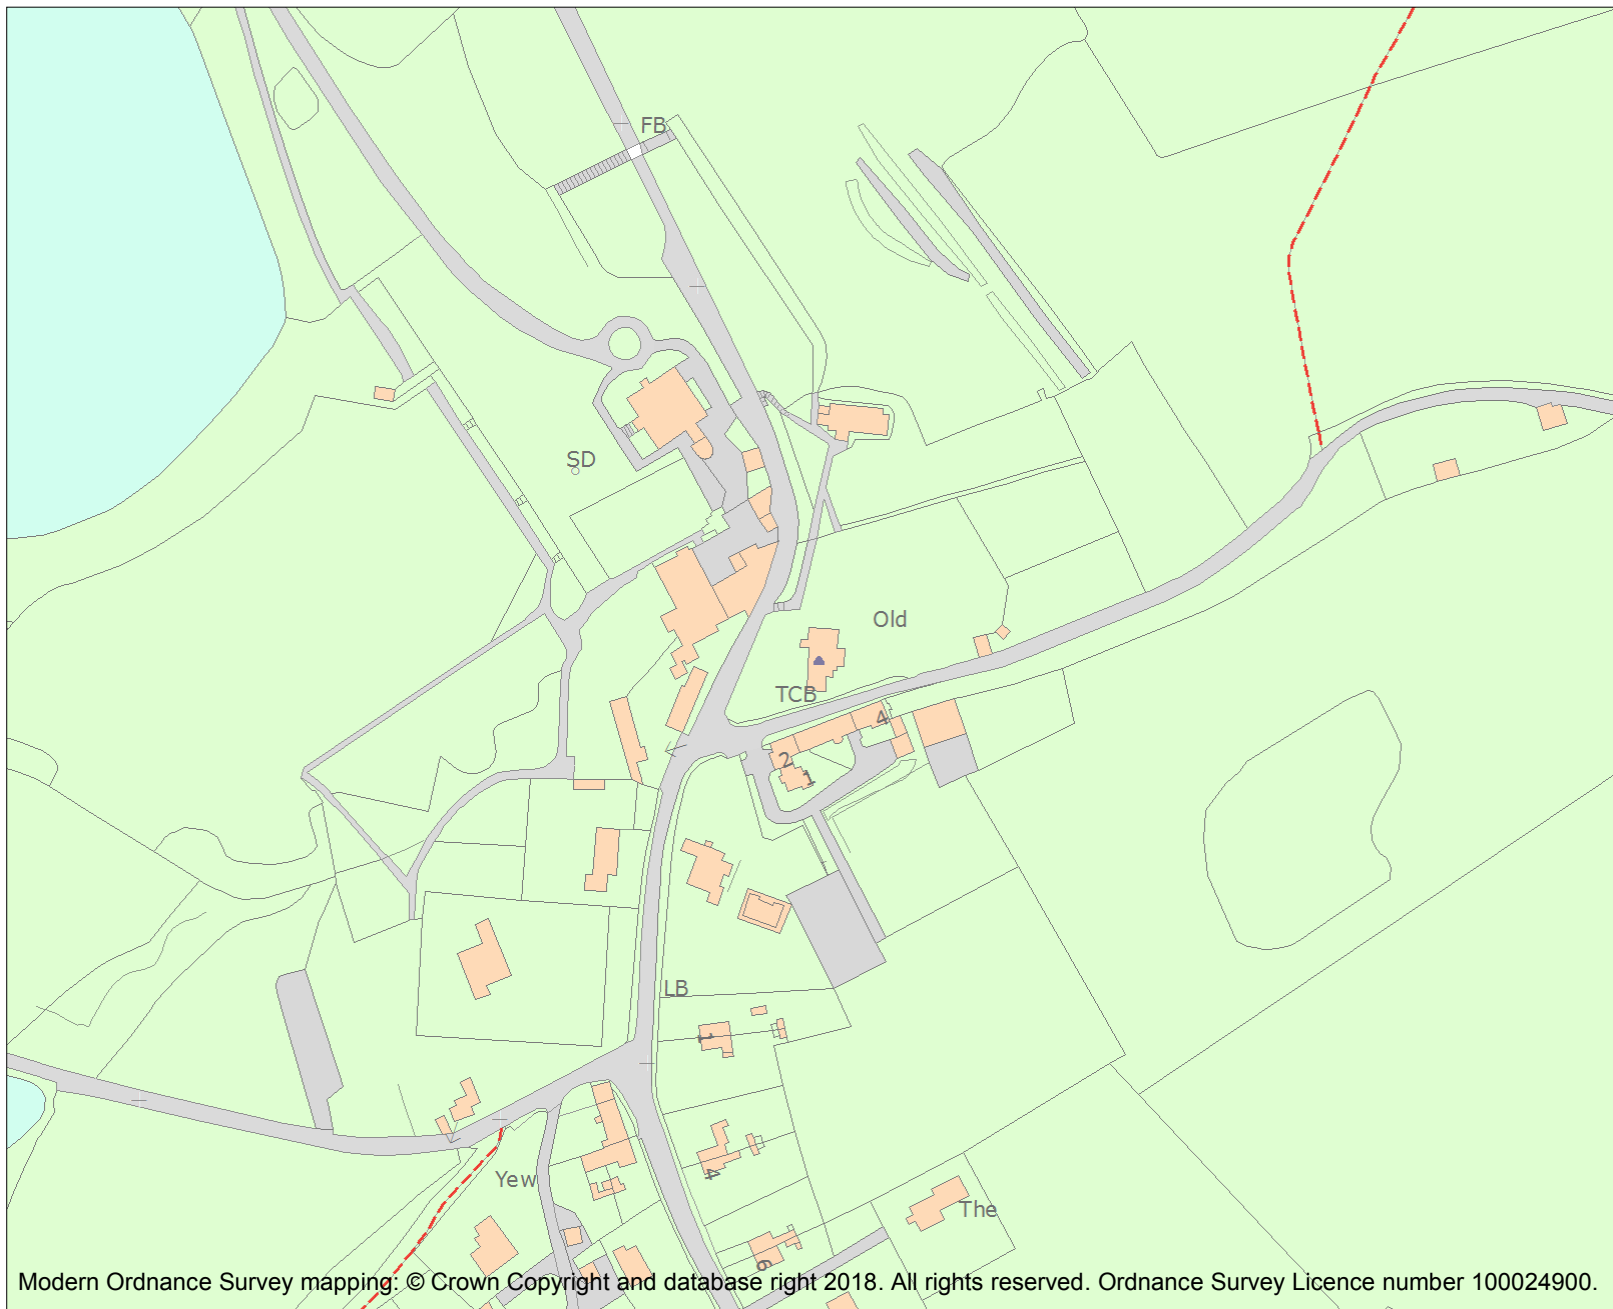 FB
SD
Old
TCB
4
2
1
LB
1
4
Yew
The
6
Modern Ordnance Survey mapping: © Crown Copyright and database right 2018. All rights reserved. Ordnance Survey Licence number 100024900.